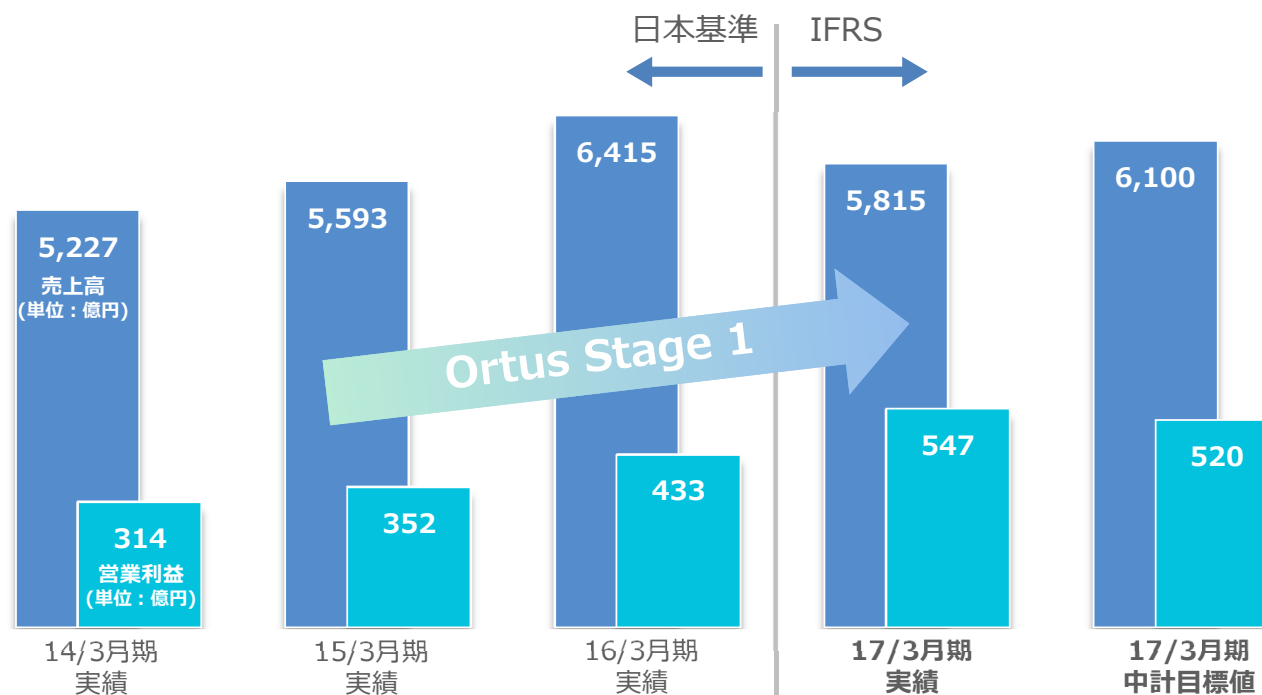 日本基準
IFRS
5,227
売上高
(単位：億円)
314
営業利益
(単位：億円)
5,593
352
6,415
433
5,815
547
6,100
520
Ortus Stage 1
14/3月期
実績
15/3月期
実績
16/3月期
実績
17/3月期
実績
17/3月期
中計目標値